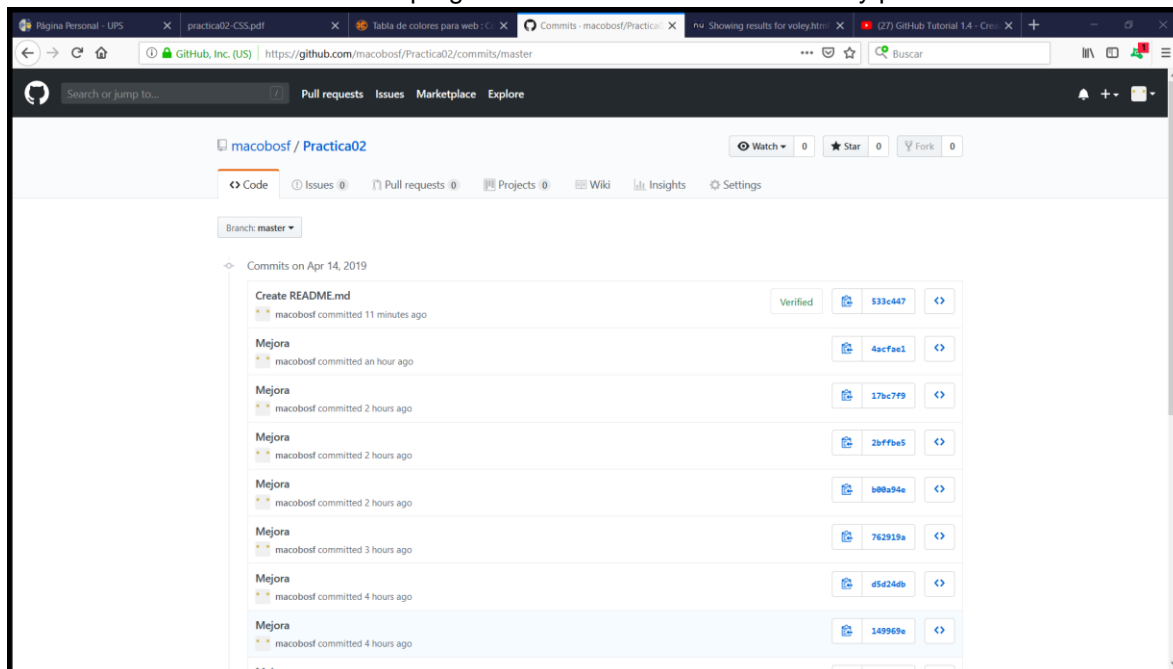 Página Personal - UPS
practica02-CSS.pdf
Tabla de colores para web : C
Commits · macobosf/Practica
nu Showing results for voley.htm
(27) GitHub Tutorial 1.4 - Cre
GitHub, Inc. (US) https://github.com/macobosf/Practica02/commits/master
Buscar
Search or jump to... /
Pull requests Issues Marketplace Explore
macobosf / Practica02
Watch 0 Star 0 Fork 0
Code Issues 0 Pull requests 0 Projects 0 Wiki Insights Settings
Branch: master
Commits on Apr 14, 2019
Create README.md
macobosf committed 11 minutes ago
Verified 533c447
Mejora
macobosf committed an hour ago
4acfae1
Mejora
macobosf committed 2 hours ago
17bc7f9
Mejora
macobosf committed 2 hours ago
2bffbe5
Mejora
macobosf committed 2 hours ago
b00a94e
Mejora
macobosf committed 3 hours ago
762919a
Mejora
macobosf committed 4 hours ago
d5d24db
Mejora
macobosf committed 4 hours ago
149969e